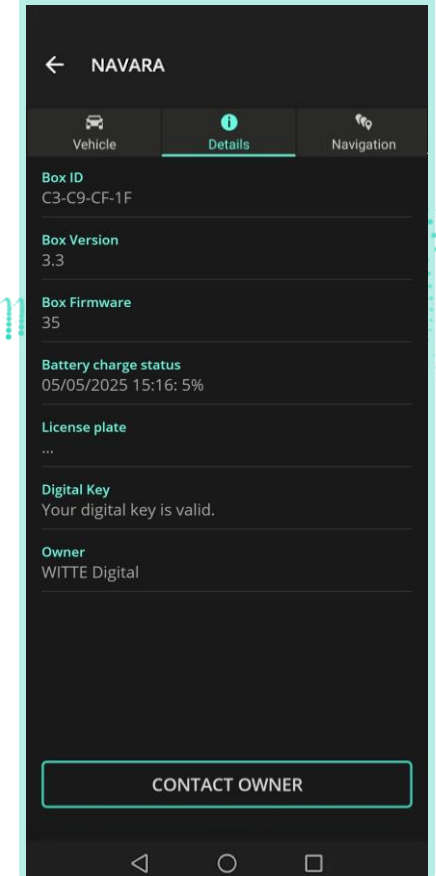 NAVARA
Vehicle
Details
Navigation
Box ID
C3-C9-CF-1F
Box Version
3.3
Box Firmware
35
Battery charge status
05/05/2025 15:16: 5%
License plate
...
Digital Key
Your digital key is valid.
Owner
WITTE Digital
CONTACT OWNER